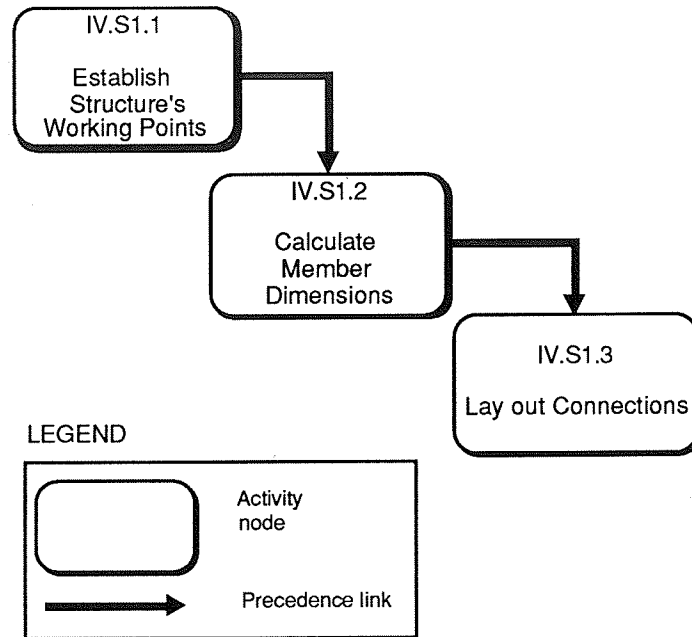 IV.S1.1
Establish
Structure's
Working Points
IV.S1.2
Calculate
Member
Dimensions
IV.S1.3
Lay out Connections
LEGEND
Activity
node
Precedence link